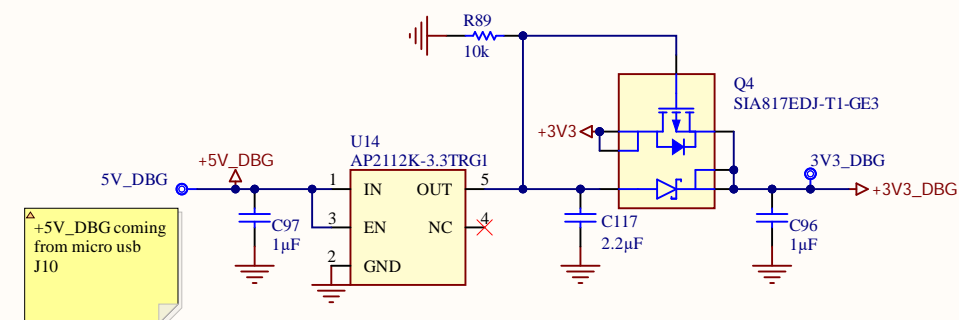 R89
10k
Q4
SIA817EDJ-T1-GE3
+3V3
U14
AP2112K-3.3TRG1
+5V_DBG
5V_DBG
3V3_DBG
+3V3_DBG
1
IN
OUT
5
3
EN
NC
4
2
GND
C97
1µF
C117
2.2µF
C96
1µF
+5V_DBG coming
from micro usb
J10